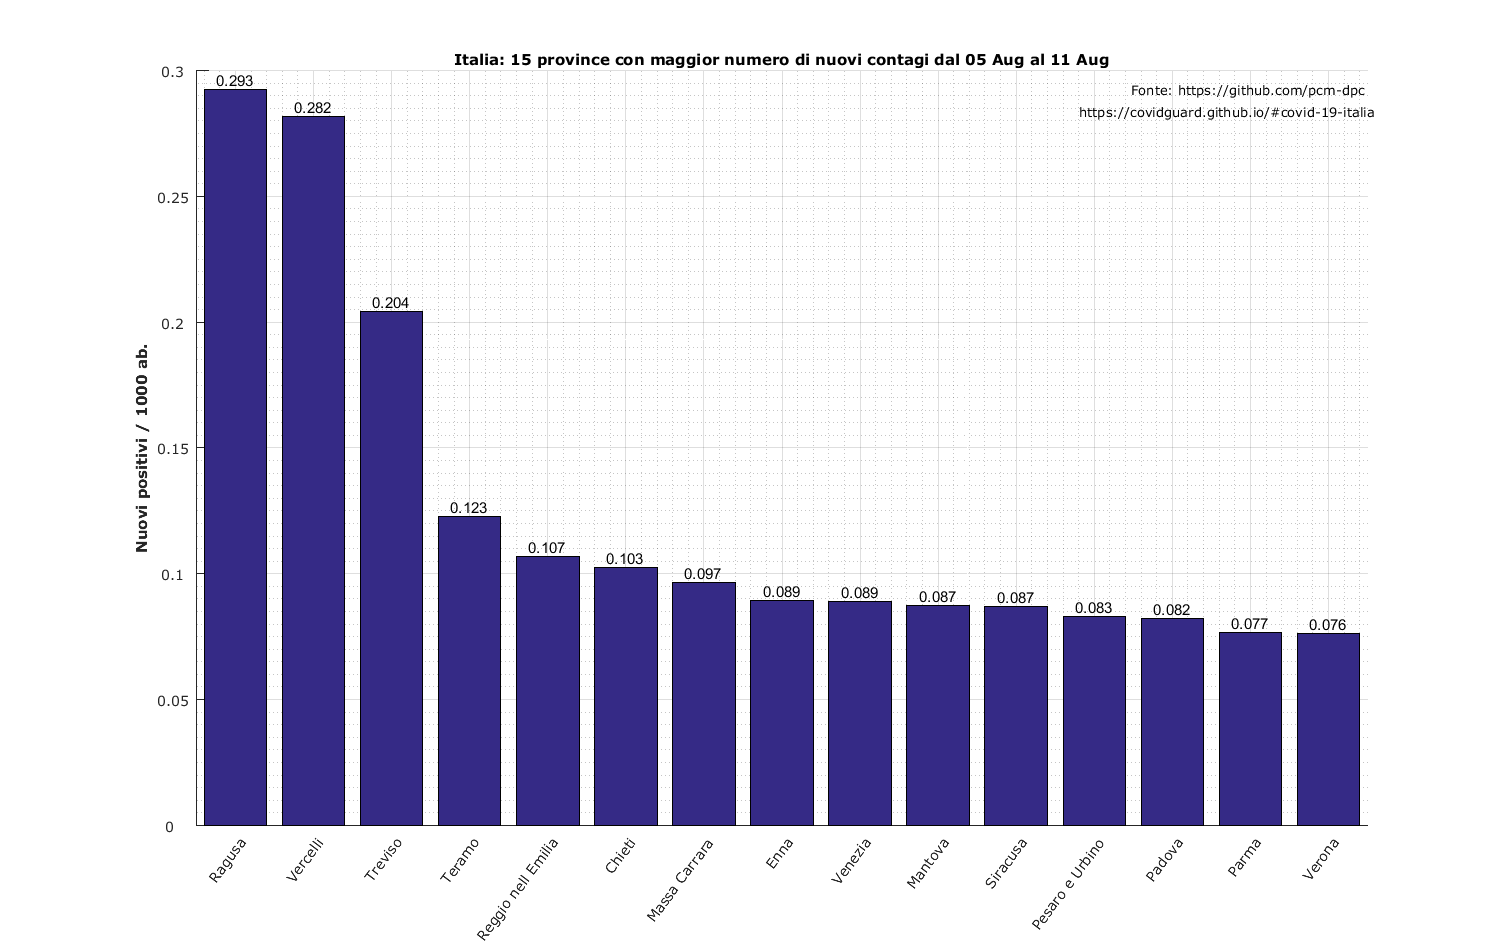 Italia: 15 province con maggior numero di nuovi contagi dal 05 Aug al 11 Aug
Fonte: https://github.com/pcm-dpc
https://covidguard.github.io/#covid-19-italia
Nuovi positivi / 1000 ab.
0.3
0.25
0.2
0.15
0.1
0.05
0
0.293
0.282
0.204
0.123
0.107
0.103
0.097
0.089
0.089
0.087
0.087
0.083
0.082
0.077
0.076
Ragusa
Vercelli
Treviso
Teramo
Reggio nell Emilia
Chieti
Massa Carrara
Enna
Venezia
Mantova
Siracusa
Pesaro e Urbino
Padova
Parma
Verona